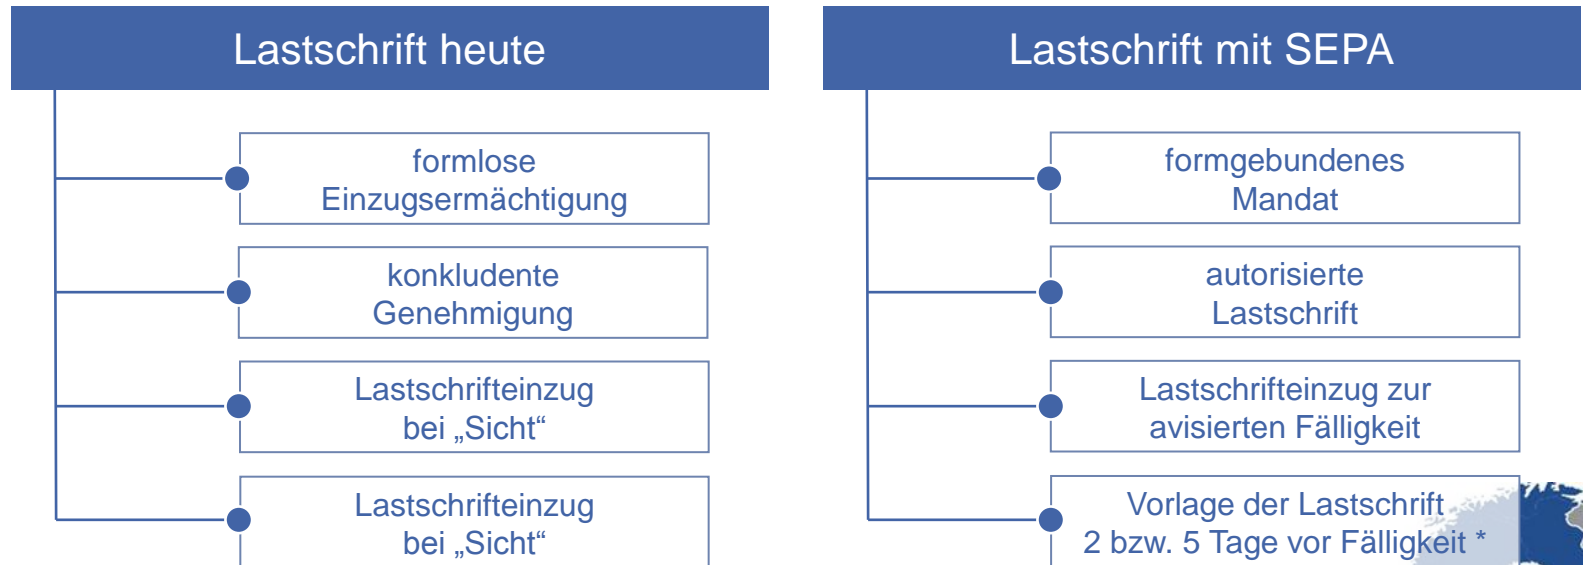 Lastschrift heute
formlose
Einzugsermächtigung
konkludente
Genehmigung
Lastschrifteinzug
bei „Sicht“
Lastschrifteinzug
bei „Sicht“
Lastschrift mit SEPA
formgebundenes
Mandat
autorisierte
Lastschrift
Lastschrifteinzug zur
avisierten Fälligkeit
Vorlage der Lastschrift
2 bzw. 5 Tage vor Fälligkeit *